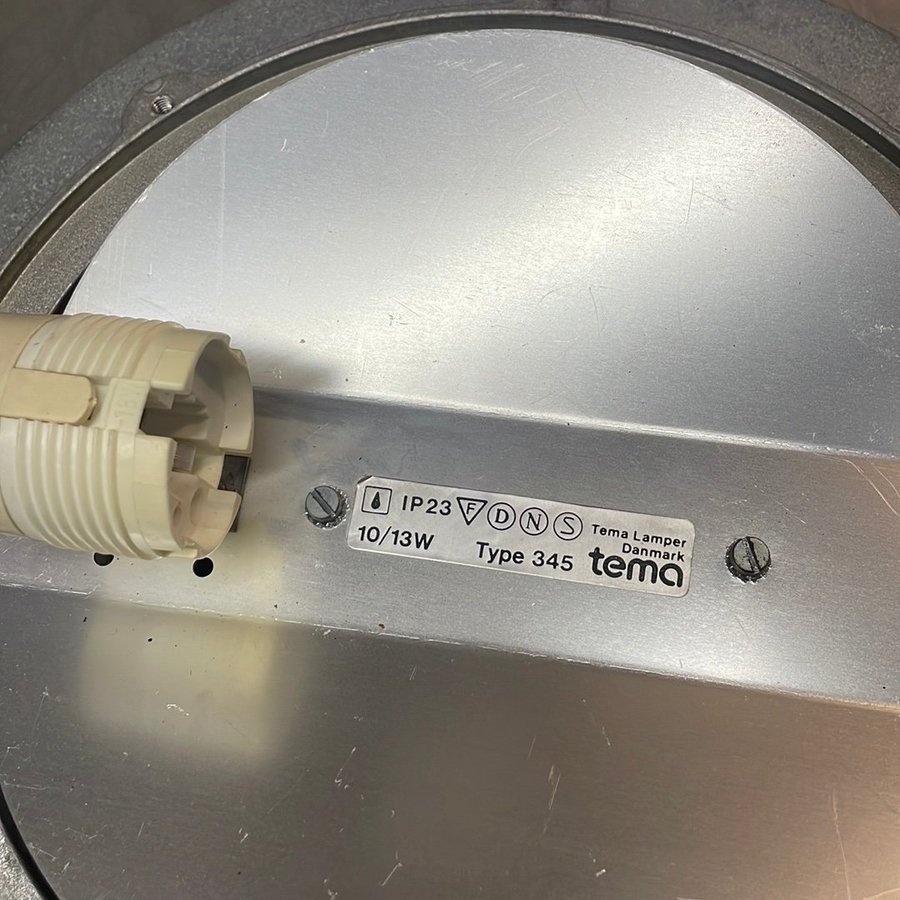 IP23 F D N S Tema Lamper
Danmark
10/13W Type 345 tema